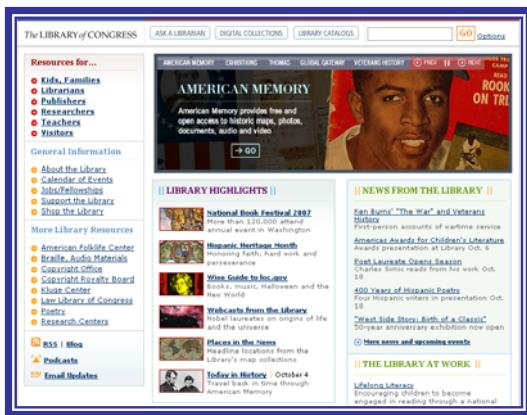 The LIBRARY of CONGRESS
ASK A LIBRARIAN
DIGITAL COLLECTIONS
LIBRARY CATALOGS
GO
Options
Resources for...
Kids, Families
Librarians
Publishers
Researchers
Teachers
Visitors
General Information
About the Library
Calendar of Events
Jobs/Fellowships
Support the Library
Shop the Library
More Library Resources
American Folklife Center
Braille, Audio Materials
Copyright Office
Copyright Royalty Board
Kluge Center
Law Library of Congress
Poetry
Research Centers
RSS | Blog
Podcasts
Email Updates
AMERICAN MEMORY EXHIBITIONS THOMAS GLOBAL GATEWAY VETERANS HISTORY PREV NEXT
CAMP
READ
ROOK
ON TRI
AMERICAN MEMORY
American Memory provides free and
open access to historic maps, photos,
documents, audio and video.
GO
LIBRARY HIGHLIGHTS
National Book Festival 2007
More than 120,000 attend
annual event in Washington
Hispanic Heritage Month
Honoring faith, hard work and
perseverance
Wise Guide to loc.gov
Books, music, Halloween and the
New World
Webcasts from the Library
Nobel laureates on origins of life
and the universe
Places in the News
Headline locations from the
Library's map collections
Today in History | October 4
Travel back in time through
American Memory
NEWS FROM THE LIBRARY
Ken Burns' "The War" and Veterans
History
First-person accounts of wartime service
Americas Awards for Children's Literature
Awards presentation at Library Oct. 6
Poet Laureate Opens Season
Charles Simic reads from his work Oct.
18
400 Years of Hispanic Poetry
Four Hispanic writers in presentation Oct.
18
"West Side Story: Birth of a Classic"
50-year anniversary exhibition now open
More news and upcoming events
THE LIBRARY AT WORK
Lifelong Literacy
Encouraging children to become
engaged in reading through a national